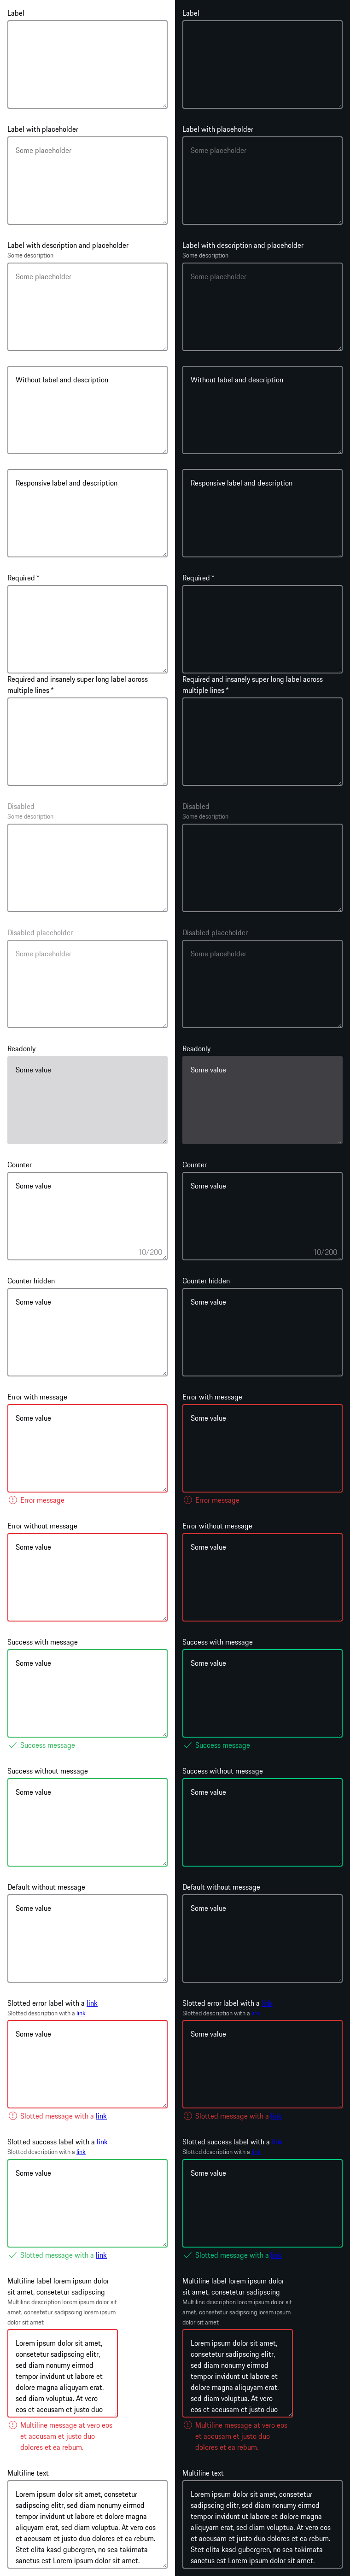 Label
Label
Label with placeholder
Label with placeholder
Some placeholder
Some placeholder
Label with description and placeholder
Label with description and placeholder
Some description
Some description
Some placeholder
Some placeholder
Without label and description
Without label and description
Responsive label and description
Responsive label and description
Required *
Required *
Required and insanely super long label across
multiple lines *
Required and insanely super long label across
multiple lines *
Disabled
Disabled
Some description
Some description
Disabled placeholder
Disabled placeholder
Some placeholder
Some placeholder
Readonly
Readonly
Some value
Some value
Counter
Counter
Some value
Some value
10/200
10/200
Counter hidden
Counter hidden
Some value
Some value
Error with message
Error with message
Some value
Some value
Error message
Error message
Error without message
Error without message
Some value
Some value
Success with message
Success with message
Some value
Some value
Success message
Success message
Success without message
Success without message
Some value
Some value
Default without message
Default without message
Some value
Some value
Slotted error label with a link
Slotted error label with a link
Slotted description with a link
Slotted description with a link
Some value
Some value
Slotted message with a link
Slotted message with a link
Slotted success label with a link
Slotted success label with a link
Slotted description with a link
Slotted description with a link
Some value
Some value
Slotted message with a link
Slotted message with a link
Multiline label lorem ipsum dolor
sit amet, consetetur sadipscing
Multiline label lorem ipsum dolor
sit amet, consetetur sadipscing
Multiline description lorem ipsum dolor sit
amet, consetetur sadipscing lorem ipsum
dolor sit amet
Multiline description lorem ipsum dolor sit
amet, consetetur sadipscing lorem ipsum
dolor sit amet
Lorem ipsum dolor sit amet,
consetetur sadipscing elitr,
sed diam nonumy eirmod
tempor invidunt ut labore et
dolore magna aliquyam erat,
sed diam voluptua. At vero
eos et accusam et justo duo
Lorem ipsum dolor sit amet,
consetetur sadipscing elitr,
sed diam nonumy eirmod
tempor invidunt ut labore et
dolore magna aliquyam erat,
sed diam voluptua. At vero
eos et accusam et justo duo
Multiline message at vero eos
et accusam et justo duo
dolores et ea rebum.
Multiline message at vero eos
et accusam et justo duo
dolores et ea rebum.
Multiline text
Multiline text
Lorem ipsum dolor sit amet, consetetur
sadipscing elitr, sed diam nonumy eirmod
tempor invidunt ut labore et dolore magna
aliquyam erat, sed diam voluptua. At vero eos
et accusam et justo duo dolores et ea rebum.
Stet clita kasd gubergren, no sea takimata
sanctus est Lorem ipsum dolor sit amet.
Lorem ipsum dolor sit amet, consetetur
sadipscing elitr, sed diam nonumy eirmod
tempor invidunt ut labore et dolore magna
aliquyam erat, sed diam voluptua. At vero eos
et accusam et justo duo dolores et ea rebum.
Stet clita kasd gubergren, no sea takimata
sanctus est Lorem ipsum dolor sit amet.